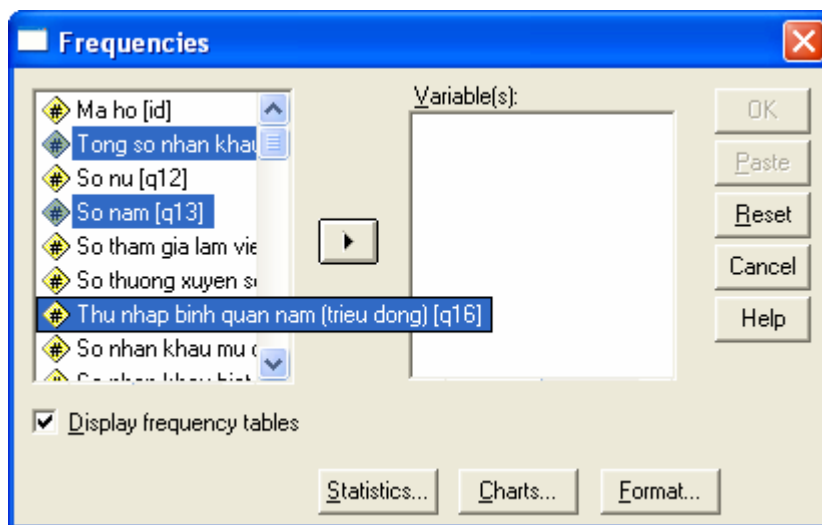 Frequencies
Ma ho [id]
Tong so nhan khau
So nu [q12]
So nam [q13]
So tham gia lam vie
So thuong xuyen
Thu nhap binh quan nam (trieu dong) [q16]
So nhan khau mu
Display frequency tables
Variable(s):
OK
Paste
Reset
Cancel
Help
Statistics...
Charts...
Format...